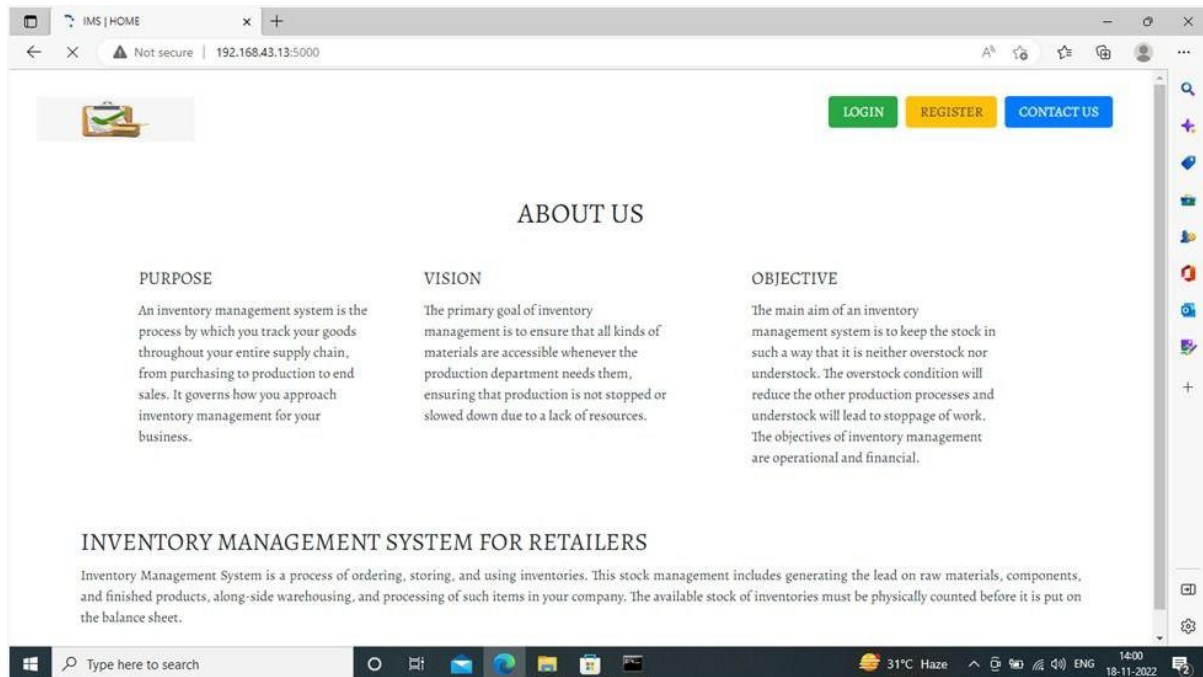 IMS | HOME
Not secure | 192.168.43.13:5000
LOGIN REGISTER CONTACT US
ABOUT US
PURPOSE
An inventory management system is the
process by which you track your goods
throughout your entire supply chain,
from purchasing to production to end
sales. It governs how you approach
inventory management for your
business.
VISION
The primary goal of inventory
management is to ensure that all kinds of
materials are accessible whenever the
production department needs them,
ensuring that production is not stopped or
slowed down due to a lack of resources.
OBJECTIVE
The main aim of an inventory
management system is to keep the stock in
such a way that it is neither overstock nor
understock. The overstock condition will
reduce the other production processes and
understock will lead to stoppage of work.
The objectives of inventory management
are operational and financial.
INVENTORY MANAGEMENT SYSTEM FOR RETAILERS
Inventory Management System is a process of ordering, storing, and using inventories. This stock management includes generating the lead on raw materials, components,
and finished products, along-side warehousing, and processing of such items in your company. The available stock of inventories must be physically counted before it is put on
the balance sheet.
Type here to search
31°C Haze
ENG
14:00
18-11-2022
2